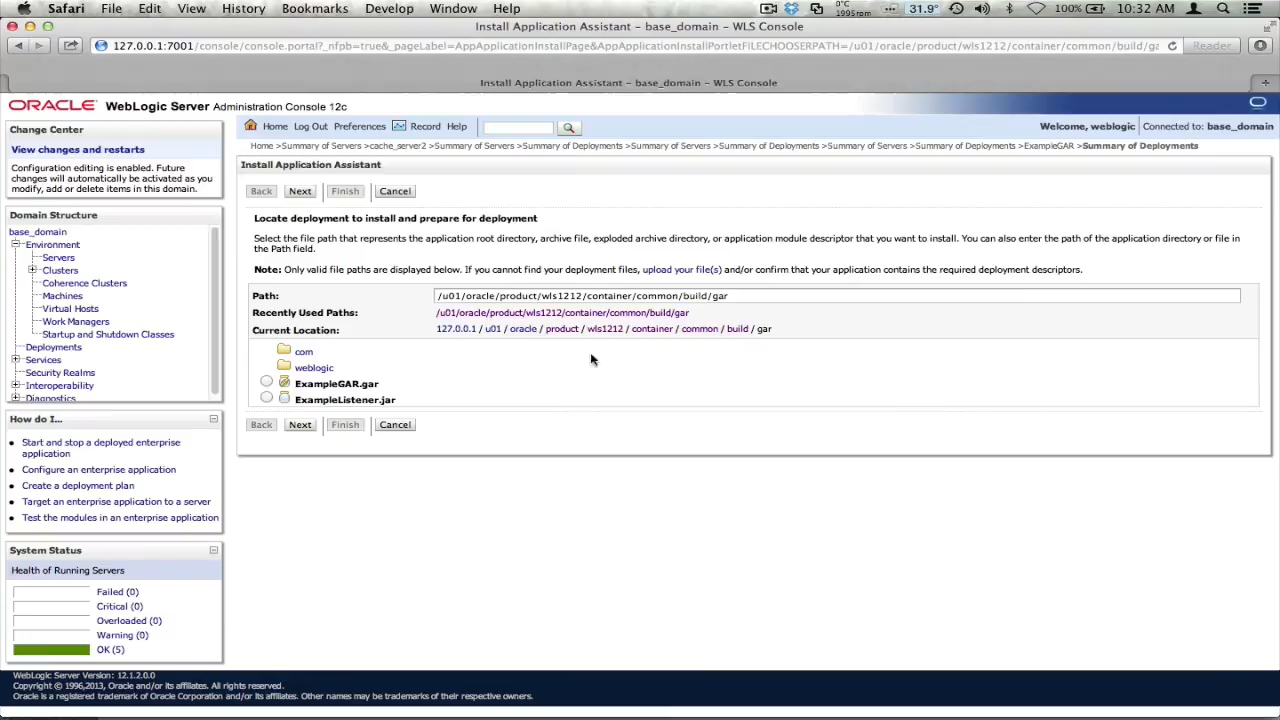 Safari File Edit View History Bookmarks Develop Window Help 0°C 1995rpm 31.9° 100% 10:32 AM
Install Application Assistant - base_domain - WLS Console
127.0.0.1:7001/console/console.portal?_nfpb=true&_pageLabel=AppApplicationInstallPage&AppApplicationInstallPortletFILECHOOSERPATH=/u01/oracle/product/wls1212/container/common/build/ga Reader
Install Application Assistant - base_domain - WLS Console
ORACLE WebLogic Server Administration Console 12c
Change Center
View changes and restarts
Configuration editing is enabled. Future
changes will automatically be activated as you
modify, add or delete items in this domain.
Domain Structure
base_domain
Environment
Servers
Clusters
Coherence Clusters
Machines
Virtual Hosts
Work Managers
Startup and Shutdown Classes
Deployments
Services
Security Realms
Interoperability
Diagnostics
How do I...
Start and stop a deployed enterprise
application
Configure an enterprise application
Create a deployment plan
Target an enterprise application to a server
Test the modules in an enterprise application
System Status
Health of Running Servers
Failed (0)
Critical (0)
Overloaded (0)
Warning (0)
OK (5)
Home Log Out Preferences Record Help
Welcome, weblogic Connected to: base_domain
Home >Summary of Servers >cache_server2 >Summary of Servers >Summary of Deployments >Summary of Servers >Summary of Deployments >Summary of Servers >Summary of Deployments >ExampleGAR >Summary of Deployments
Install Application Assistant
Back Next Finish Cancel
Locate deployment to install and prepare for deployment
Select the file path that represents the application root directory, archive file, exploded archive directory, or application module descriptor that you want to install. You can also enter the path of the application directory or file in
the Path field.
Note: Only valid file paths are displayed below. If you cannot find your deployment files, upload your file(s) and/or confirm that your application contains the required deployment descriptors.
Path: /u01/oracle/product/wls1212/container/common/build/gar
Recently Used Paths: /u01/oracle/product/wls1212/container/common/build/gar
Current Location: 127.0.0.1 / u01 / oracle / product / wls1212 / container / common / build / gar
com
weblogic
ExampleGAR.gar
ExampleListener.jar
Back Next Finish Cancel
WebLogic Server Version: 12.1.2.0.0
Copyright © 1996,2013, Oracle and/or its affiliates. All rights reserved.
Oracle is a registered trademark of Oracle Corporation and/or its affiliates. Other names may be trademarks of their respective owners.